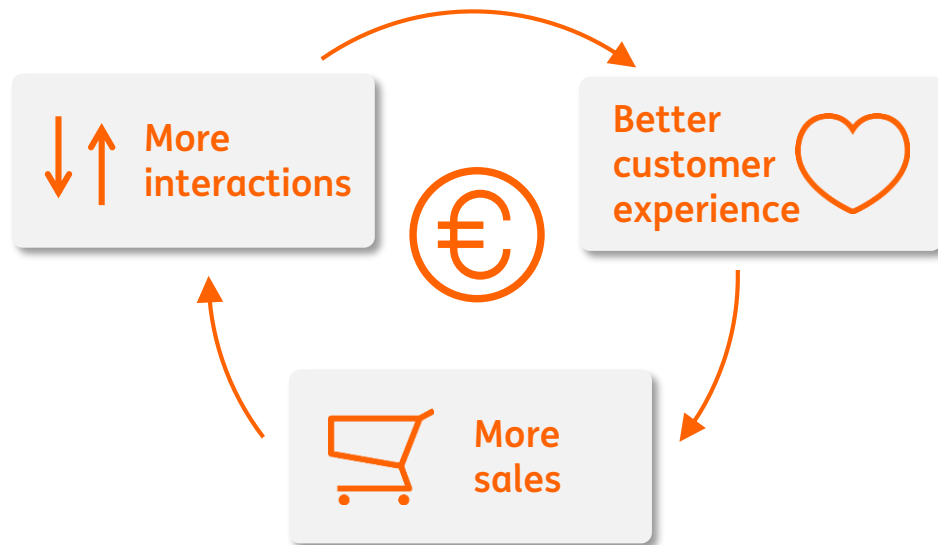 More
interactions
Better
customer
experience
€
More
sales